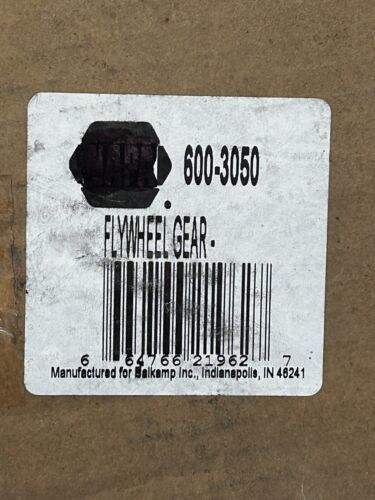 600-3050
FLYWHEEL GEAR -
6 64766 21962 7
Manufactured for Balkamp Inc., Indianapolis, IN 46241